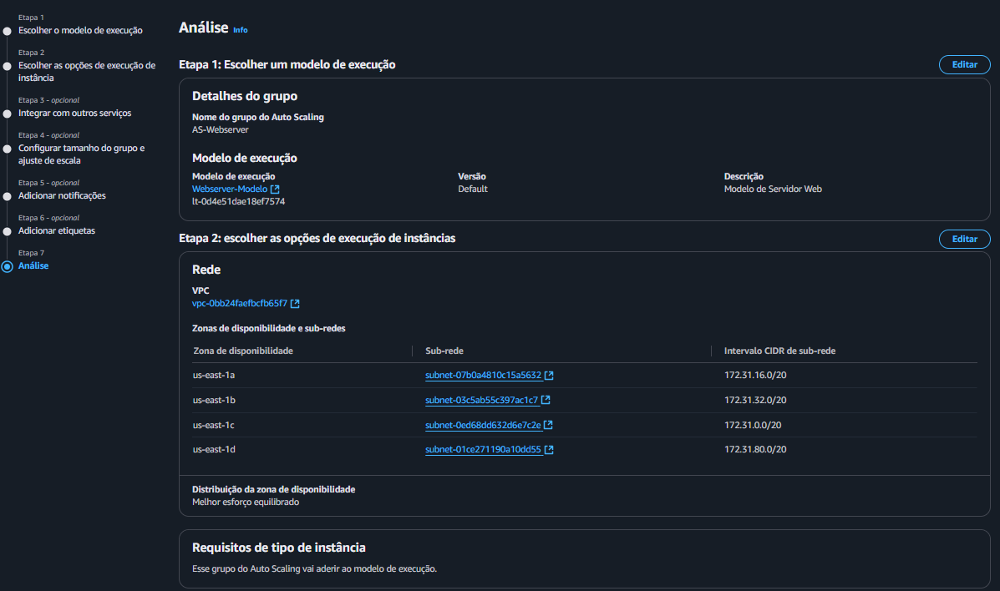 Etapa 1
Escolher o modelo de execução
Etapa 2
Escolher as opções de execução de
instância
Etapa 3 - opcional
Integrar com outros serviços
Etapa 4 - opcional
Configurar tamanho do grupo e
ajuste de escala
Etapa 5 - opcional
Adicionar notificações
Etapa 6 - opcional
Adicionar etiquetas
Etapa 7
Análise
Análise Info
Etapa 1: Escolher um modelo de execução
Editar
Detalhes do grupo
Nome do grupo do Auto Scaling
AS-Webserver
Modelo de execução
Modelo de execução Versão Descrição
Webserver-Modelo Default Modelo de Servidor Web
lt-0d4e51dae18ef7574
Etapa 2: escolher as opções de execução de instâncias
Editar
Rede
VPC
vpc-0bb24faefbcfb65f7
Zonas de disponibilidade e sub-redes
Zona de disponibilidade Sub-rede Intervalo CIDR de sub-rede
us-east-1a subnet-07b0a4810c15a5632 172.31.16.0/20
us-east-1b subnet-03c5ab55c397ac1c7 172.31.32.0/20
us-east-1c subnet-0ed68dd632d6e7c2e 172.31.0.0/20
us-east-1d subnet-01ce271190a10dd55 172.31.80.0/20
Distribuição da zona de disponibilidade
Melhor esforço equilibrado
Requisitos de tipo de instância
Esse grupo do Auto Scaling vai aderir ao modelo de execução.